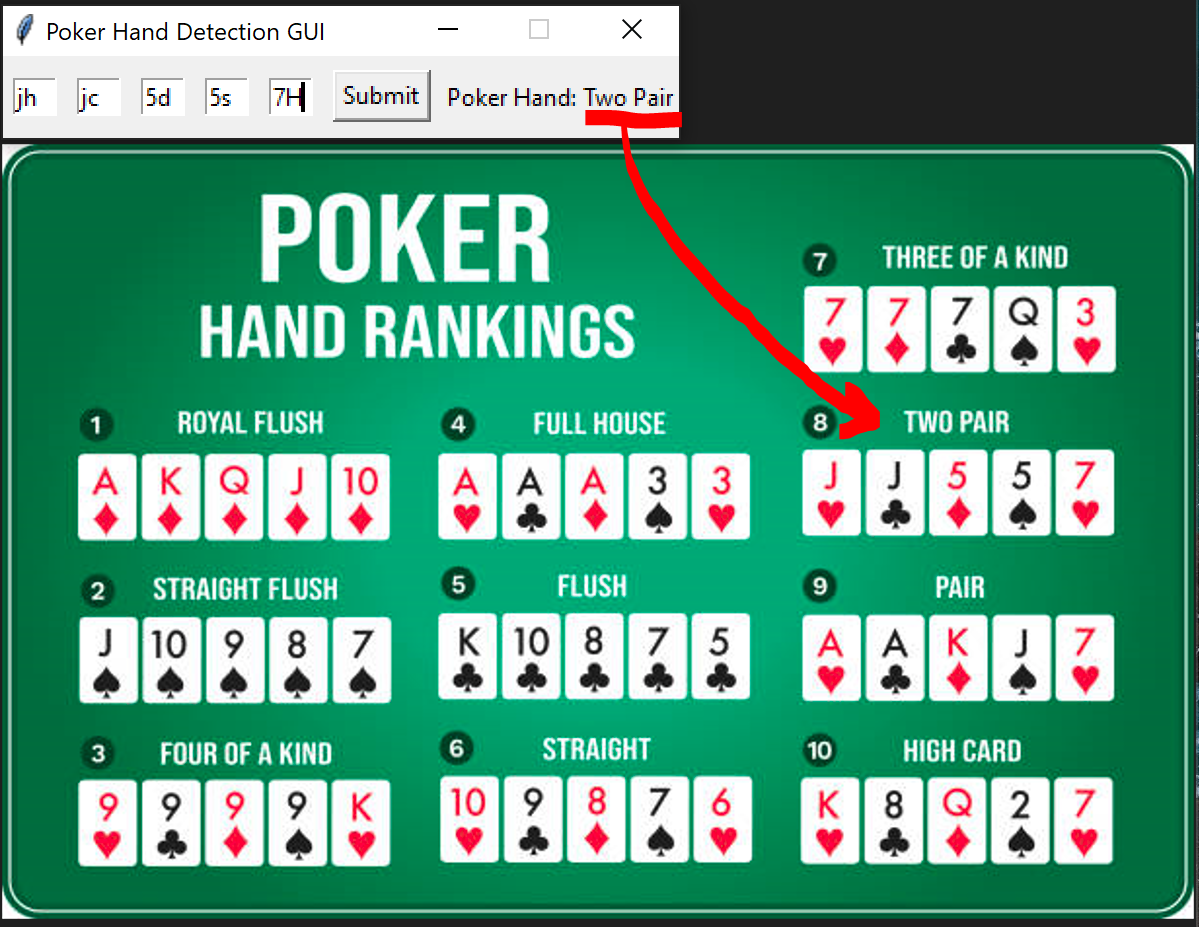 Poker Hand Detection GUI
jh jc 5d 5s 7H Submit Poker Hand: Two Pair
POKER
HAND RANKINGS
1 ROYAL FLUSH
A K Q J 10
2 STRAIGHT FLUSH
J 10 9 8 7
3 FOUR OF A KIND
9 9 9 9 K
4 FULL HOUSE
A A A 3 3
5 FLUSH
K 10 8 7 5
6 STRAIGHT
10 9 8 7 6
7 THREE OF A KIND
7 7 7 Q 3
8 TWO PAIR
J J 5 5 7
9 PAIR
A A K J 7
10 HIGH CARD
K 8 Q 2 7